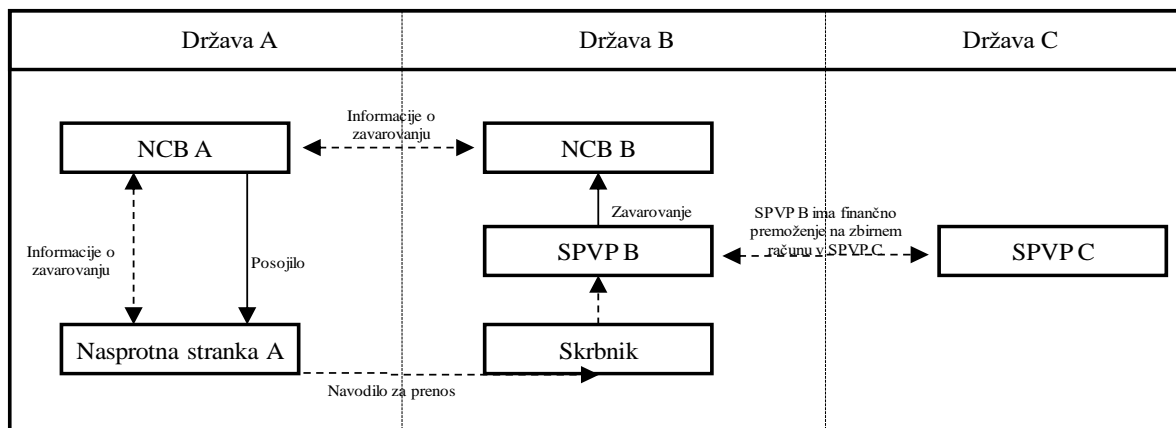 Država A
Država B
Država C
Informacije o
zavarovanju
NCB A
NCB B
Zavarovanje
SPVP B ima finančno
premoženje na zbirnem
računu v SPVP C
Informacije o
zavarovanju
Posojilo
SPVP B
SPVP C
Nasprotna stranka A
Skrbnik
Navodilo za prenos